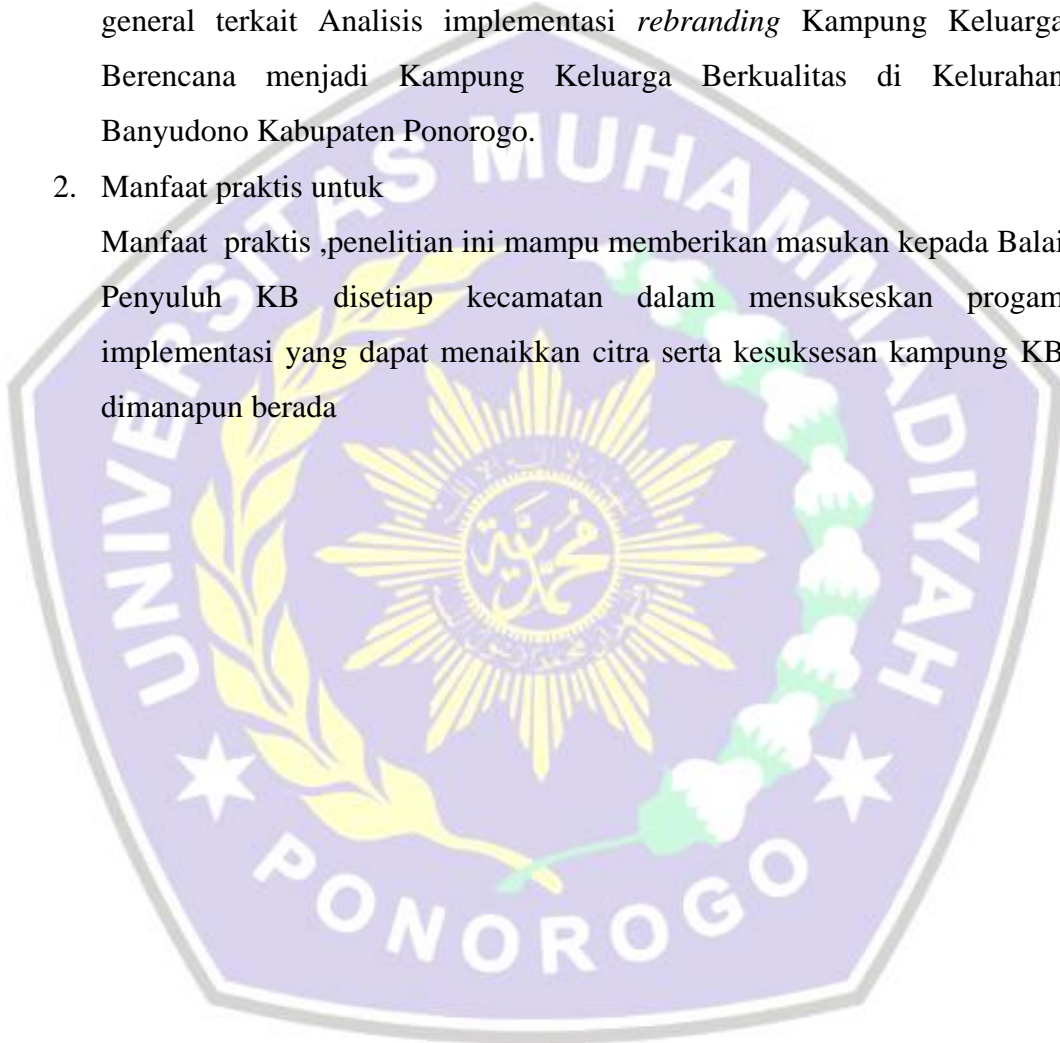 general terkait Analisis implementasi rebranding Kampung Keluarga
Berencana menjadi Kampung Keluarga Berkualitas di Kelurahan
Banyudono Kabupaten Ponorogo.
2. Manfaat praktis untuk
Manfaat praktis ,penelitian ini mampu memberikan masukan kepada Balai
Penyuluh KB disetiap kecamatan dalam mensukseskan progam
implementasi yang dapat menaikkan citra serta kesuksesan kampung KB
dimanapun berada
UNIVERSITAS MUHAMMADIYAH
PONOROGO
محمدية